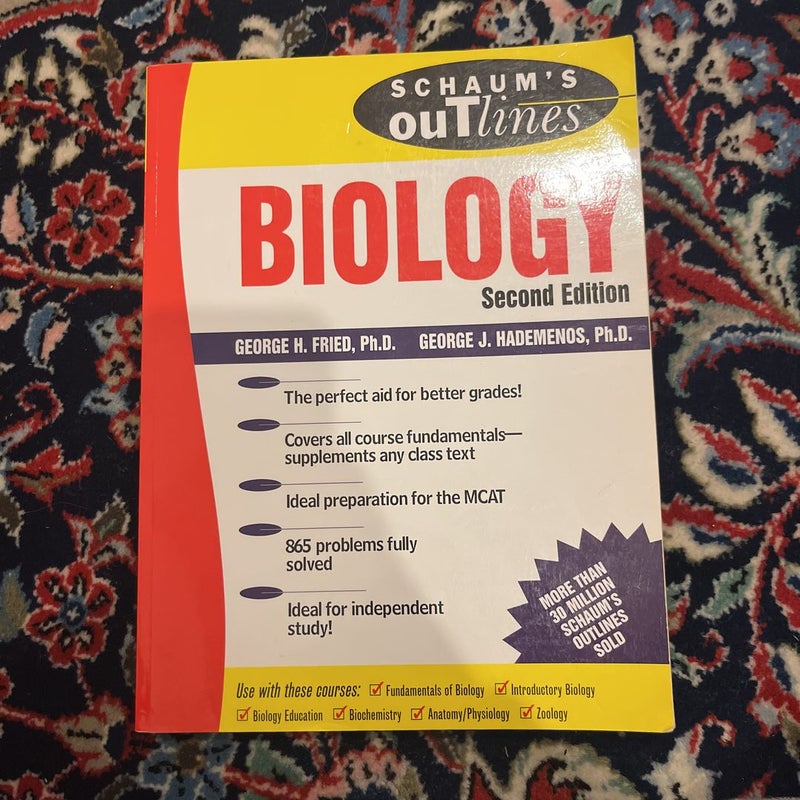 SCHAUM'S
ouTlines
BIOLOGY
Second Edition
GEORGE H. FRIED, Ph.D. GEORGE J. HADEMENOS, Ph.D.
The perfect aid for better grades!
Covers all course fundamentals—
supplements any class text
Ideal preparation for the MCAT
865 problems fully
solved
Ideal for independent
study!
MORE THAN
30 MILLION
SCHAUM'S
OUTLINES
SOLD
Use with these courses: ☑ Fundamentals of Biology ☑ Introductory Biology
☑ Biology Education ☑ Biochemistry ☑ Anatomy/Physiology ☑ Zoology